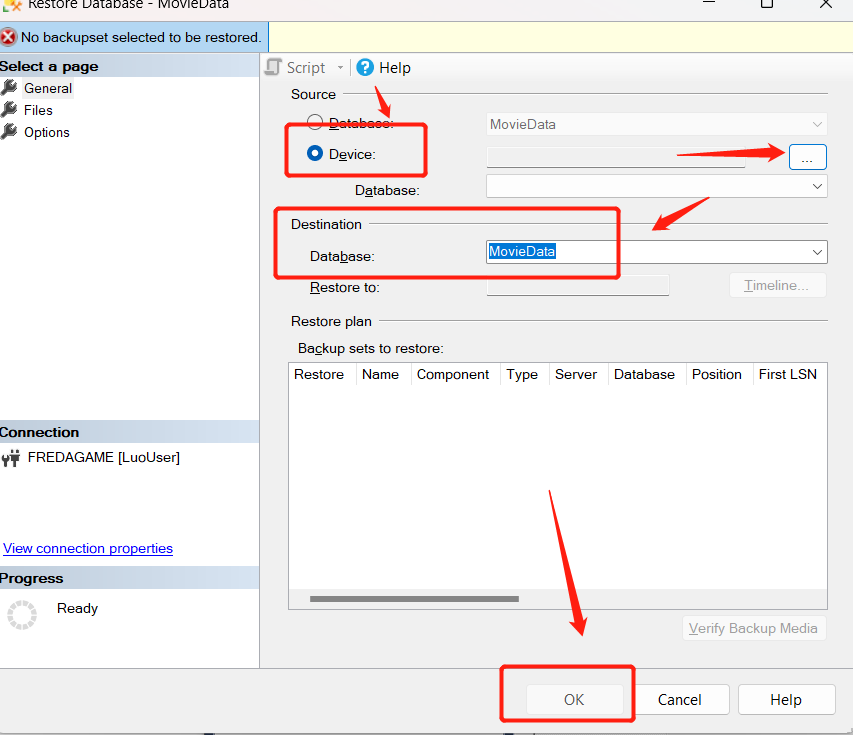 Restore Database - MovieData
No backupset selected to be restored.
Select a page
General
Files
Options
Script
Help
Source
Database:
MovieData
Device:
...
Database:
Destination
Database:
MovieData
Restore to:
Timeline...
Restore plan
Backup sets to restore:
Restore Name Component Type Server Database Position First LSN
Connection
FREDAGAME [LuoUser]
View connection properties
Progress
Ready
Verify Backup Media
OK
Cancel
Help